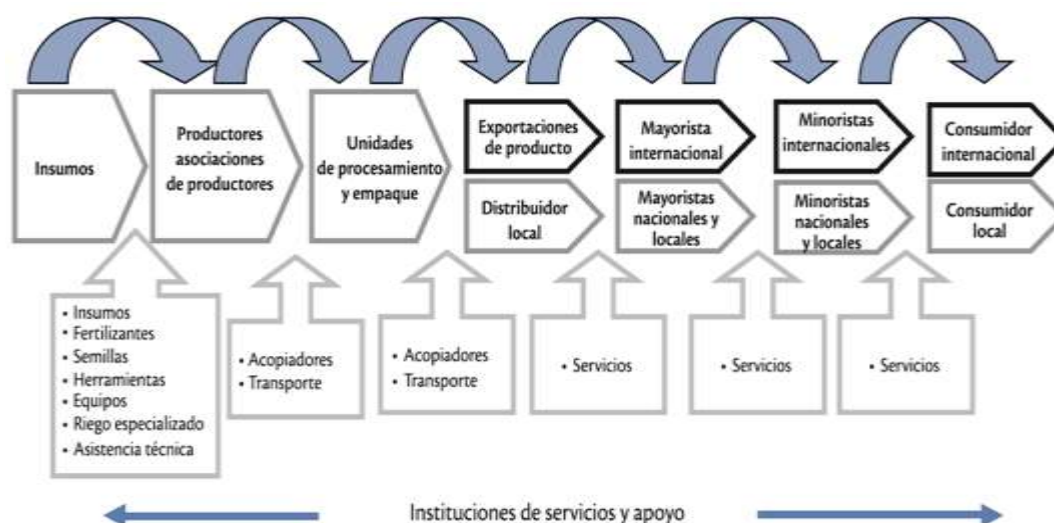 Insumos
Productores
asociaciones
de productores
Unidades
de procesamiento
y empaque
Exportaciones
de producto
Mayorista
internacional
Minoristas
internacionales
Consumidor
internacional
Distribuidor
local
Mayoristas
nacionales y
locales
Minoristas
nacionales
y locales
Consumidor
local
• Insumos
• Fertilizantes
• Semillas
• Herramientas
• Equipos
• Riego especializado
• Asistencia técnica
• Acopiadores
• Transporte
• Acopiadores
• Transporte
• Servicios
• Servicios
• Servicios
Instituciones de servicios y apoyo